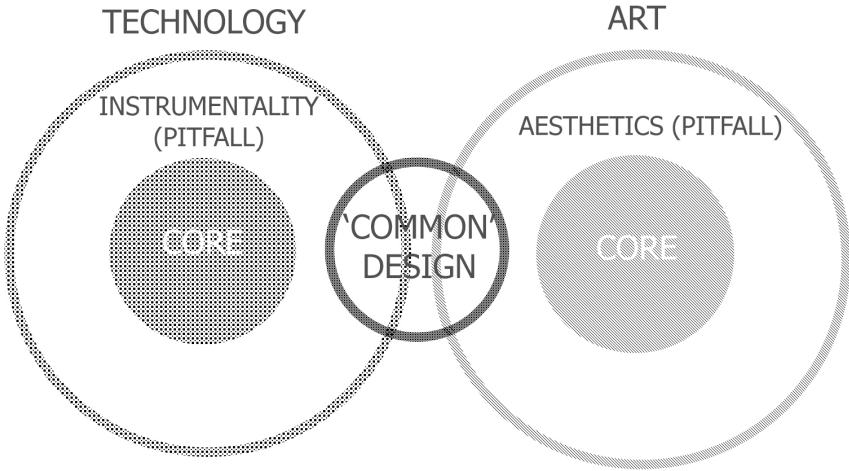 TECHNOLOGY
ART
INSTRUMENTALITY
(PITFALL)
AESTHETICS (PITFALL)
CORE
‘COMMON’
DESIGN
CORE